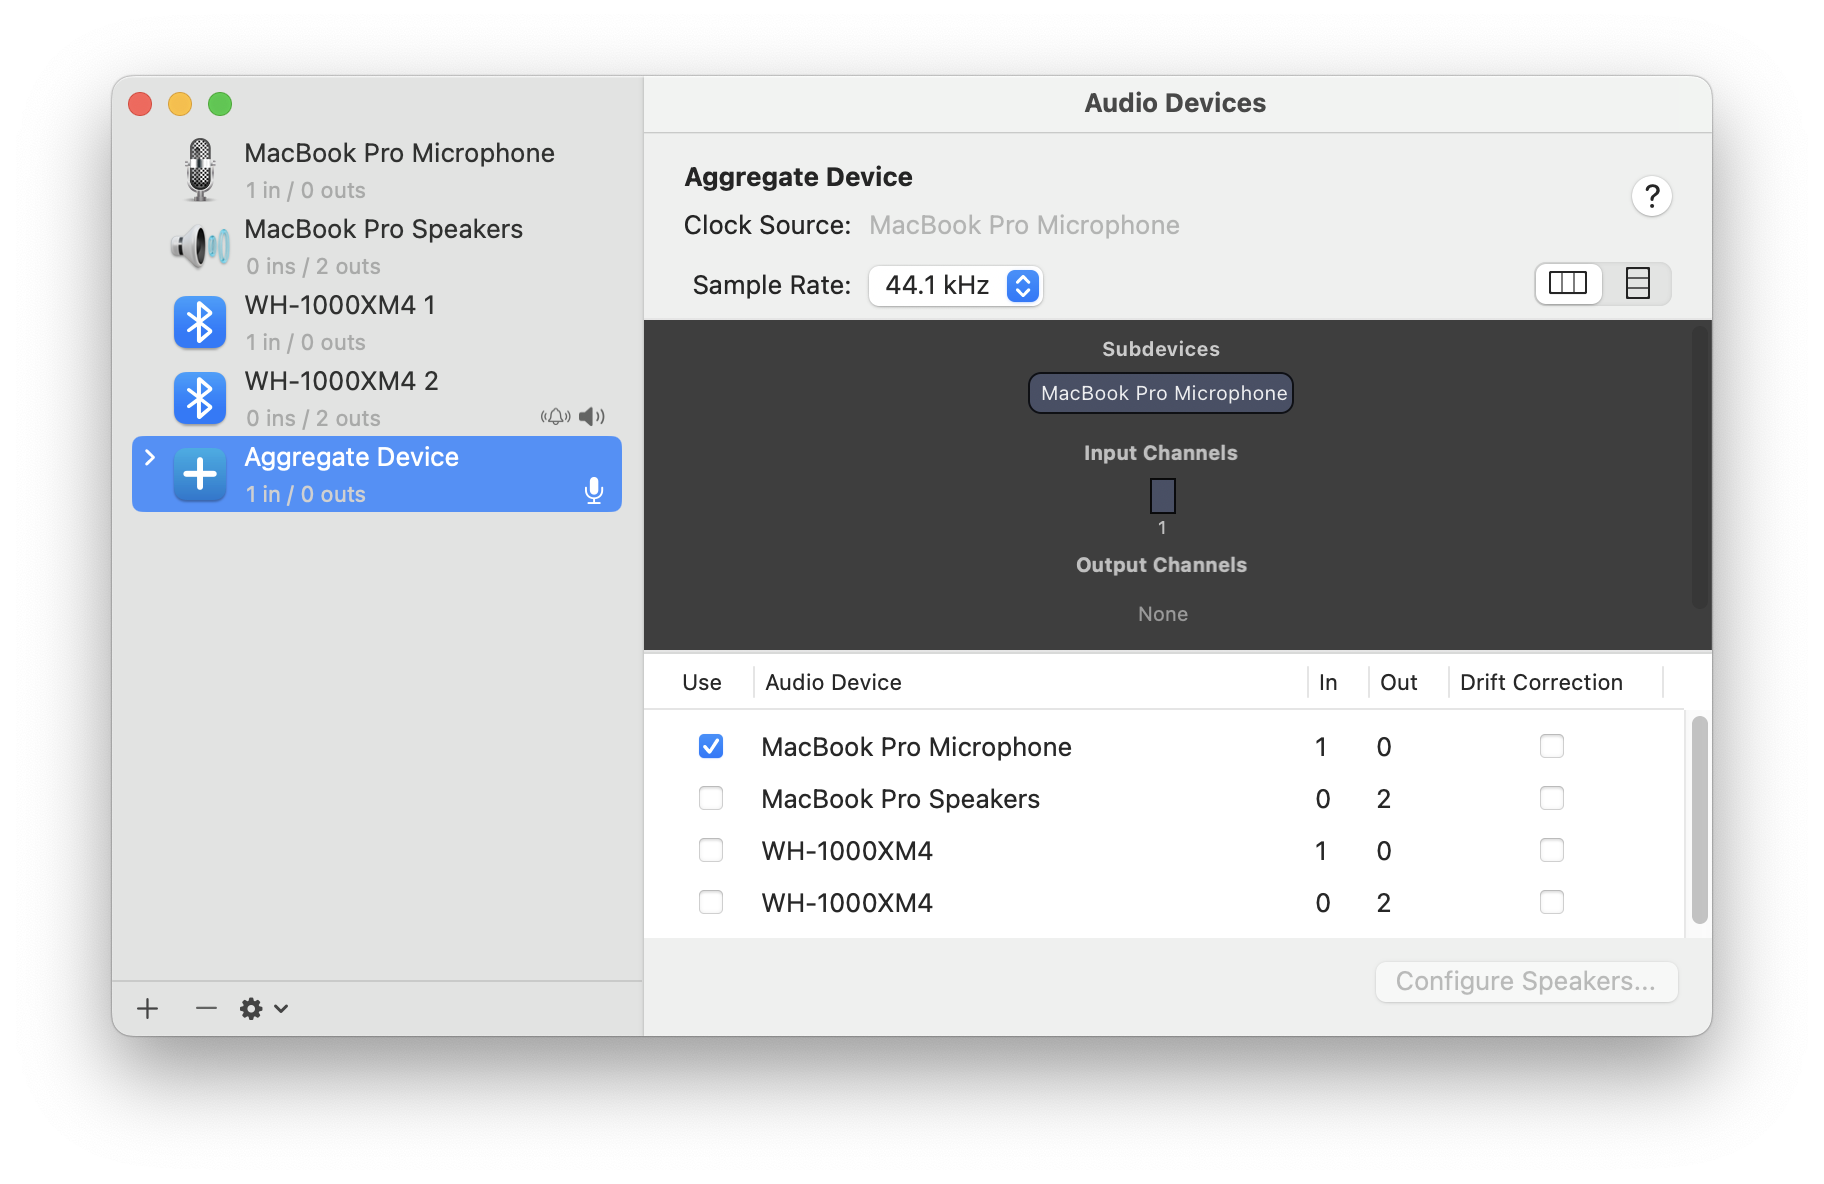 Audio Devices
MacBook Pro Microphone
1 in / 0 outs
MacBook Pro Speakers
0 ins / 2 outs
WH-1000XM4 1
1 in / 0 outs
WH-1000XM4 2
0 ins / 2 outs
Aggregate Device
1 in / 0 outs
Aggregate Device
?
Clock Source: MacBook Pro Microphone
Sample Rate: 44.1 kHz
Subdevices
MacBook Pro Microphone
Input Channels
1
Output Channels
None
Use Audio Device In Out Drift Correction
MacBook Pro Microphone 1 0
MacBook Pro Speakers 0 2
WH-1000XM4 1 0
WH-1000XM4 0 2
Configure Speakers...